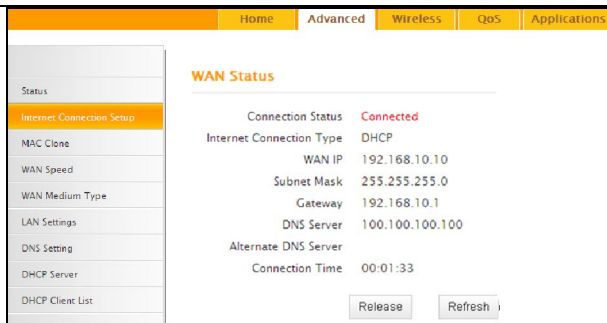 Home Advanced Wireless QoS Applications
Status
Internet Connection Setup
MAC Clone
WAN Speed
WAN Medium Type
LAN Settings
DNS Setting
DHCP Server
DHCP Client List
WAN Status
Connection Status Connected
Internet Connection Type DHCP
WAN IP 192.168.10.10
Subnet Mask 255.255.255.0
Gateway 192.168.10.1
DNS Server 100.100.100.100
Alternate DNS Server
Connection Time 00:01:33
Release Refresh